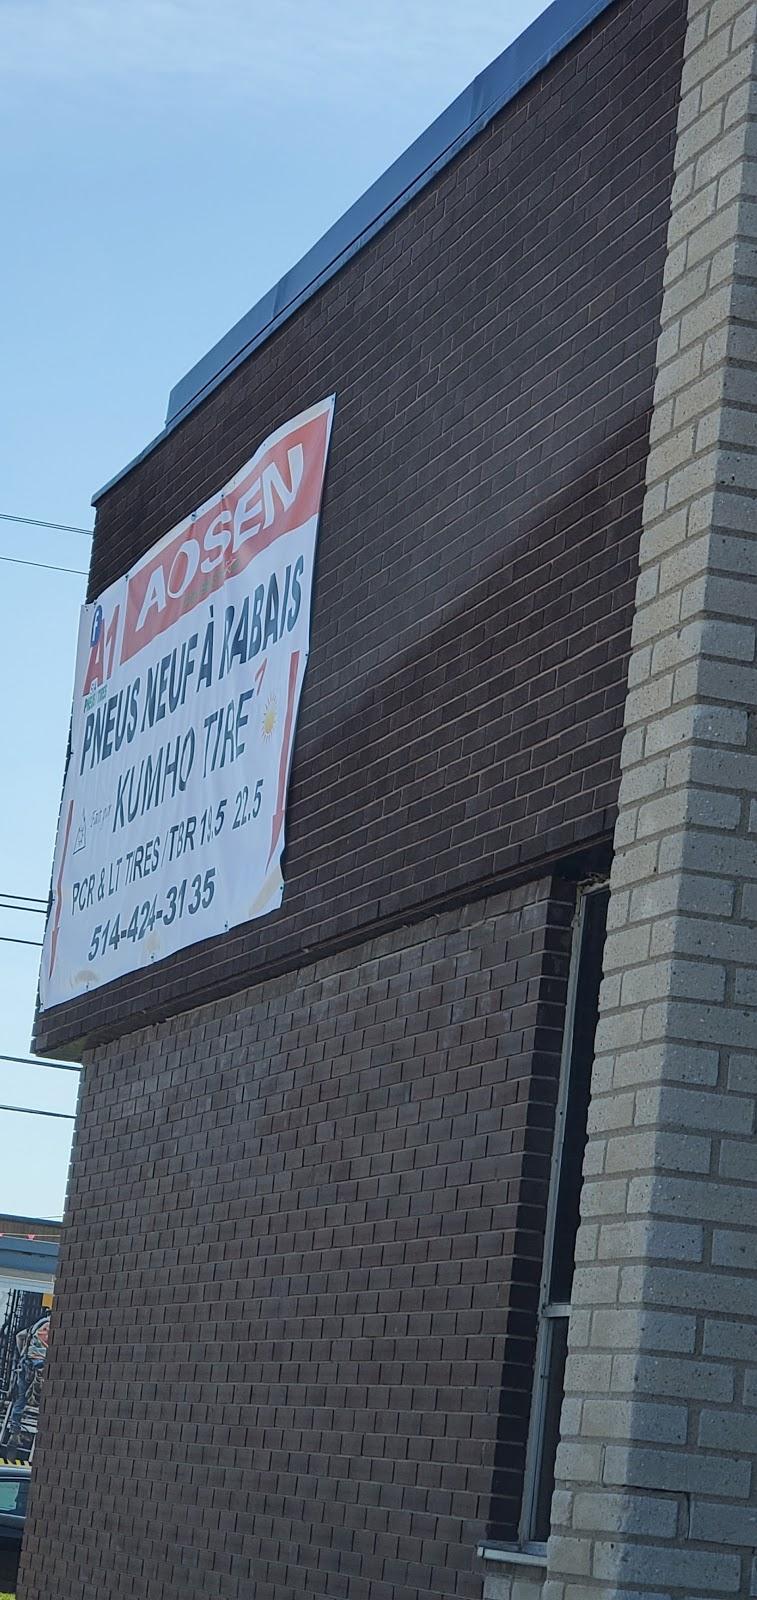 A1 AOSEN
PNEUS NEUF À RABAIS
KUMHO TIRE
PCR & LT TIRES / TBR 19.5 22.5
514-424-3135